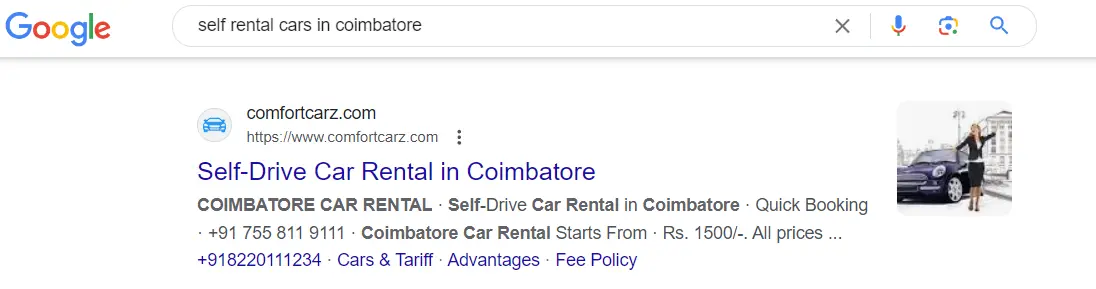 Google
self rental cars in coimbatore
comfortcarz.com
https://www.comfortcarz.com
Self-Drive Car Rental in Coimbatore
COIMBATORE CAR RENTAL · Self-Drive Car Rental in Coimbatore · Quick Booking
· +91 755 811 9111 · Coimbatore Car Rental Starts From · Rs. 1500/-. All prices ...
+918220111234 · Cars & Tariff · Advantages · Fee Policy